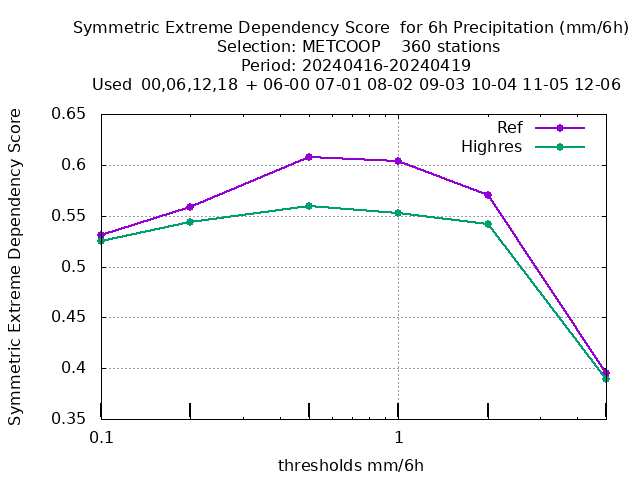 Symmetric Extreme Dependency Score for 6h Precipitation (mm/6h)
Selection: METCOOP 360 stations
Period: 20240416-20240419
Used 00,06,12,18 + 06-00 07-01 08-02 09-03 10-04 11-05 12-06
Symmetric Extreme Dependency Score
0.65
0.6
0.55
0.5
0.45
0.4
0.35
Ref
Highres
0.1
1
thresholds mm/6h